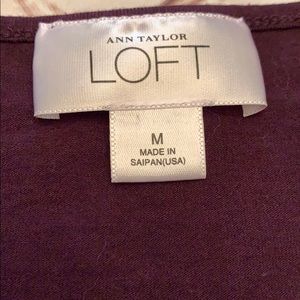 ANN TAYLOR
LOFT
M
MADE IN
SAIPAN(USA)